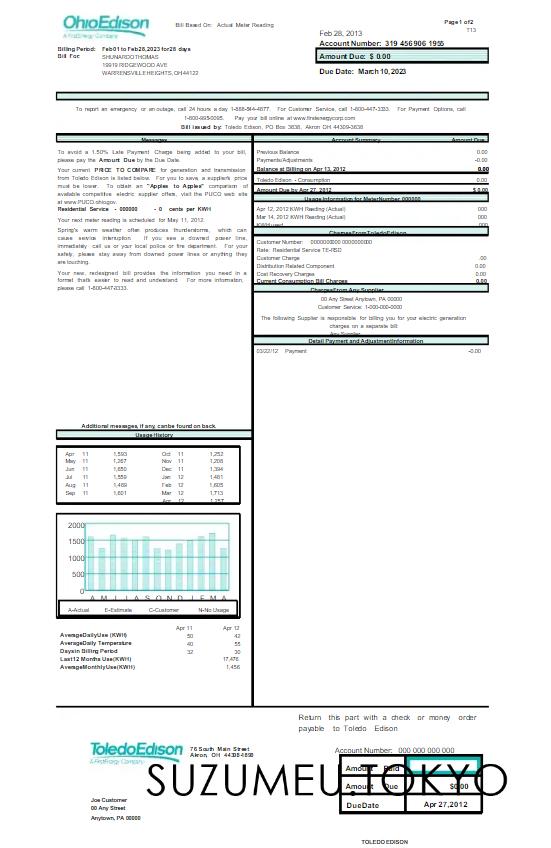 OhioEdison
A FirstEnergy Company
Bill Based On: Actual Meter Reading
Page 1 of 2
T13
Feb 28, 2013
Account Number: 319 456906 1955
Billing Period: Feb 01 to Feb 28, 2023 for 28 days
Bill For: SHUNARDOTHOMAS
19919 RIDGEWOOD AVE
WARRENSVILLE HEIGHTS, OH 44122
Amount Due: $ 0.00
Due Date: March 10, 2023
To report an emergency or an outage, call 24 hours a day 1-888-544-4877. For Customer Service, call 1-800-447-3333. For Payment Options, call
1-800-995-0095. Pay your bill online at www.firstenergycorp.com
Bill issued by: Toledo Edison, PO Box 3638, Akron OH 44309-3638
Messages
To avoid a 1.50% Late Payment Charge being added to your bill,
please pay the Amount Due by the Due Date.
Your current PRICE TO COMPARE for generation and transmission
from Toledo Edison is listed below. For you to save, a supplier's price
must be lower. To obtain an "Apples to Apples" comparison of
available competitive electric supplier offers, visit the PUCO web site
at www.PUCO.ohio.gov.
Residential Service - 000000 - 0 cents per KWH
Your next meter reading is scheduled for May 11, 2012.
Spring's warm weather often produces thunderstorms, which can
cause service interruption. If you see a downed power line,
immediately call us or your local police or fire department. For your
safety, please stay away from downed power lines or anything they
are touching.
Your new, redesigned bill provides the information you need in a
format that's easier to read and understand. For more information,
please call 1-800-447-3333.
Additional messages, if any, can be found on back.
Account Summary Amount Due
Previous Balance 0.00
Payments/Adjustments -0.00
Balance at Billing on Apr 13, 2012 0.00
Toledo Edison - Consumption 0.00
Amount Due by Apr 27, 2012 $ 0.00
Usage Information for Meter Number 000000
Apr 12, 2012 KWH Reading (Actual) 000
Mar 14, 2012 KWH Reading (Actual) 000
KWH used 000
Charges From Toledo Edison
Customer Number: 0000000000 0000000000
Rate: Residential Service TE-RSD
Customer Charge .00
Distribution Related Component 0.00
Cost Recovery Charges 0.00
Current Consumption Bill Charges 0.00
Charges From Any Supplier
00 Any Street Anytown, PA 00000
Customer Service: 1-000-000-0000
The following Supplier is responsible for billing you for your electric generation
charges on a separate bill:
Any Supplier
Detail Payment and Adjustment Information
03/22/12 Payment -0.00
Usage History
Apr 11 1,593 Oct 11 1,252
May 11 1,267 Nov 11 1,208
Jun 11 1,650 Dec 11 1,394
Jul 11 1,559 Jan 12 1,481
Aug 11 1,489 Feb 12 1,605
Sep 11 1,601 Mar 12 1,713
Apr 12 1,257
2000
1500
1000
500
0
A M J J A S O N D J F M A
A-Actual E-Estimate C-Customer N-No Usage
Apr 11 Apr 12
Average Daily Use (KWH) 50 42
Average Daily Temperature 40 55
Days in Billing Period 32 30
Last 12 Months Use (KWH) 17,476
Average Monthly Use (KWH) 1,456
Return this part with a check or money order
payable to Toledo Edison
ToledoEdison
A FirstEnergy Company
76 South Main Street
Akron, OH 44308-1890
Account Number: 000 000 000 000
Amount Paid
Amount Due $0.00
Due Date Apr 27,2012
SUZUMEU.TOKYO
Joe Customer
00 Any Street
Anytown, PA 00000
TOLEDO EDISON